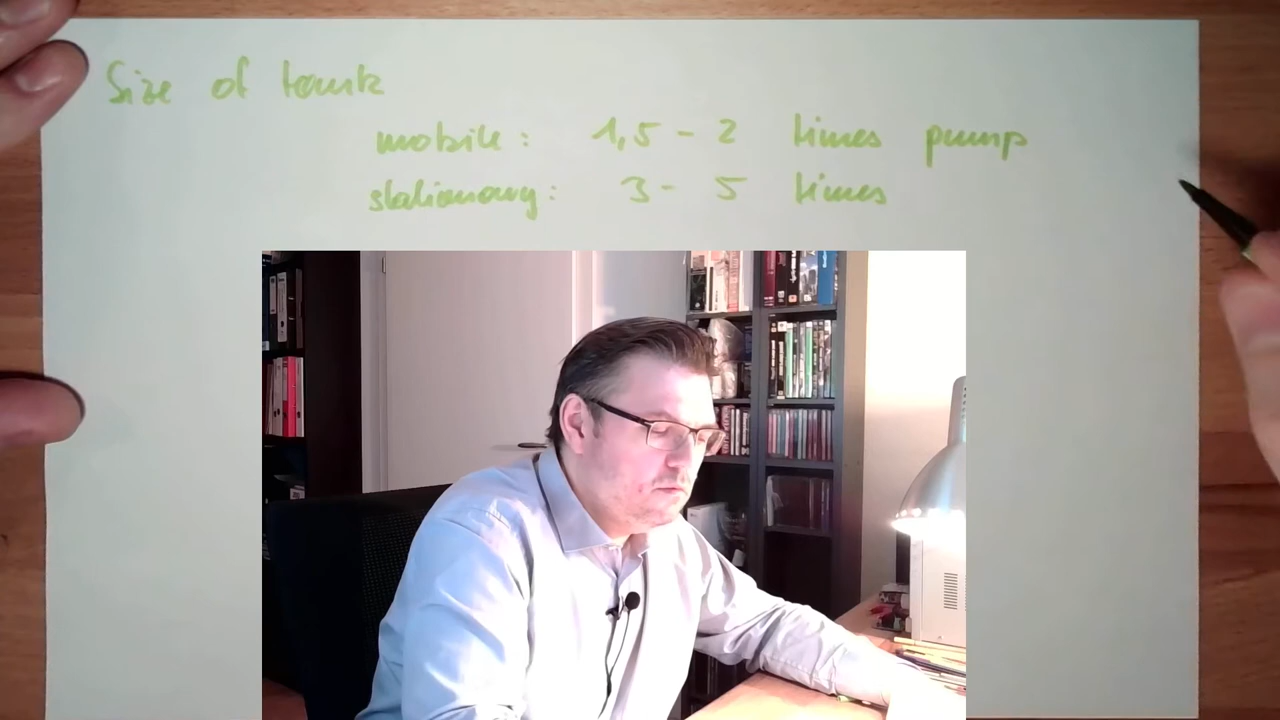 Size of tank
mobile: 1,5 - 2 times pump
stationary: 3 - 5 times